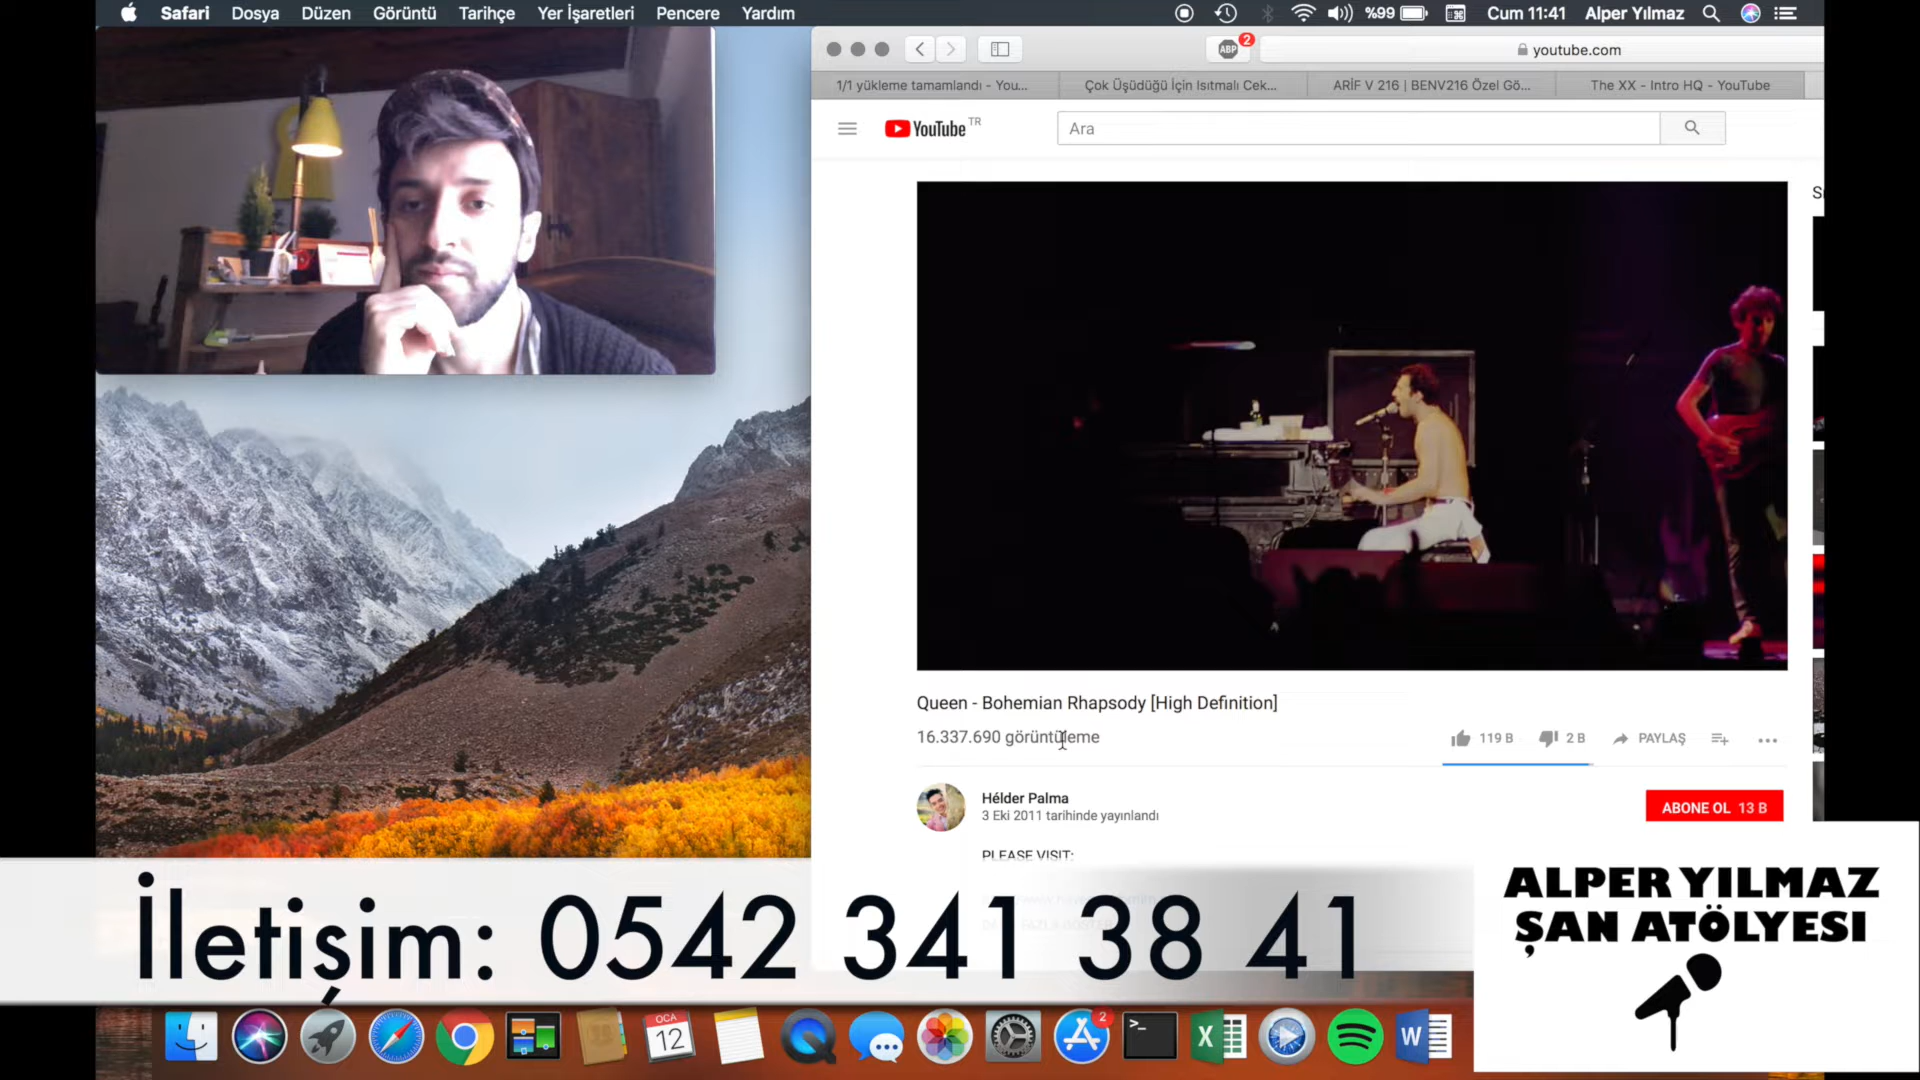 Safari Dosya Düzen Görüntü Tarihçe Yer İşaretleri Pencere Yardım %99 Cum 11:41 Alper Yılmaz
ABP 2 youtube.com
1/1 yükleme tamamlandı - You... Çok Üşüdüğü İçin Isıtmalı Cek... ARİF V 216 | BENV216 Özel Gö... The XX - Intro HQ - YouTube
YouTube TR Ara
Queen - Bohemian Rhapsody [High Definition]
16.337.690 görüntüleme 119 B 2 B PAYLAŞ
Hélder Palma
3 Eki 2011 tarihinde yayınlandı
ABONE OL 13 B
PLEASE VISIT:
İletişim: 0542 341 38 41
ALPER YILMAZ
ŞAN ATÖLYESI
OCA
12
2